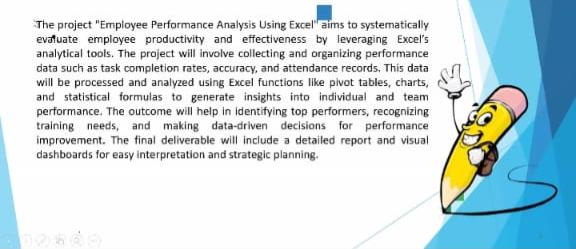 The project "Employee Performance Analysis Using Excel" aims to systematically
evaluate employee productivity and effectiveness by leveraging Excel's
analytical tools. The project will involve collecting and organizing performance
data such as task completion rates, accuracy, and attendance records. This data
will be processed and analyzed using Excel functions like pivot tables, charts,
and statistical formulas to generate insights into individual and team
performance. The outcome will help in identifying top performers, recognizing
training needs, and making data-driven decisions for performance
improvement. The final deliverable will include a detailed report and visual
dashboards for easy interpretation and strategic planning.